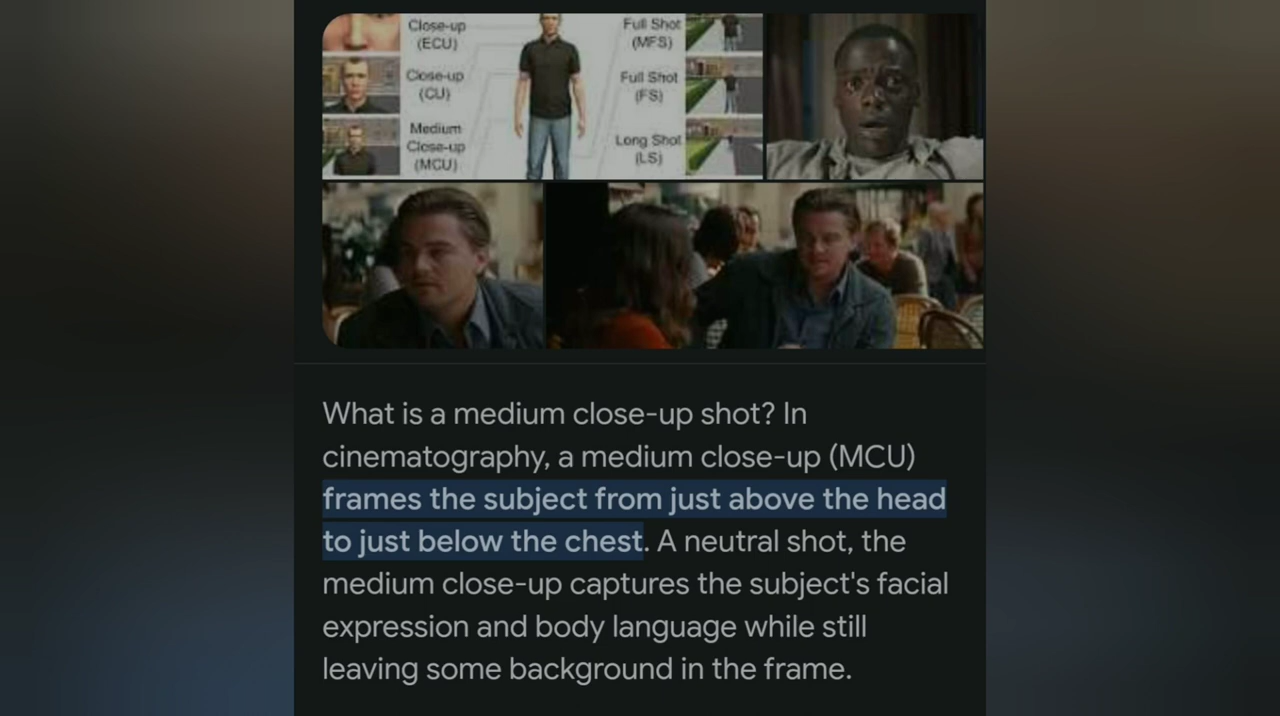 Close-up
(ECU)
Close-up
(CU)
Medium
Close-up
(MCU)
Full Shot
(MFS)
Full Shot
(FS)
Long Shot
(LS)
What is a medium close-up shot? In
cinematography, a medium close-up (MCU)
frames the subject from just above the head
to just below the chest. A neutral shot, the
medium close-up captures the subject's facial
expression and body language while still
leaving some background in the frame.